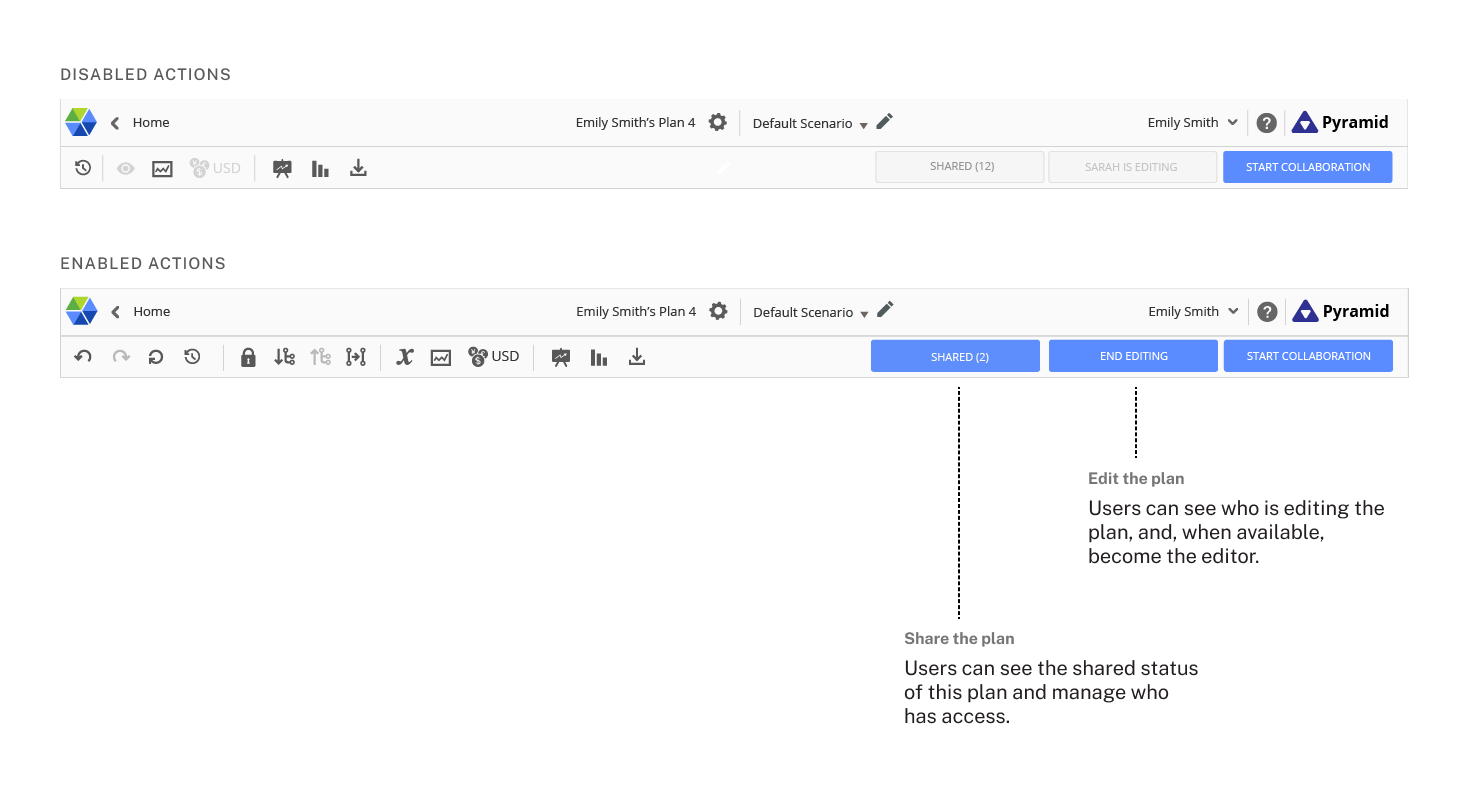 DISABLED ACTIONS
Home
Emily Smith's Plan 4
Default Scenario
Emily Smith
Pyramid
USD
SHARED (12)
SARAH IS EDITING
START COLLABORATION
ENABLED ACTIONS
Home
Emily Smith's Plan 4
Default Scenario
Emily Smith
Pyramid
USD
SHARED (2)
END EDITING
START COLLABORATION
Edit the plan
Users can see who is editing the
plan, and, when available,
become the editor.
Share the plan
Users can see the shared status
of this plan and manage who
has access.